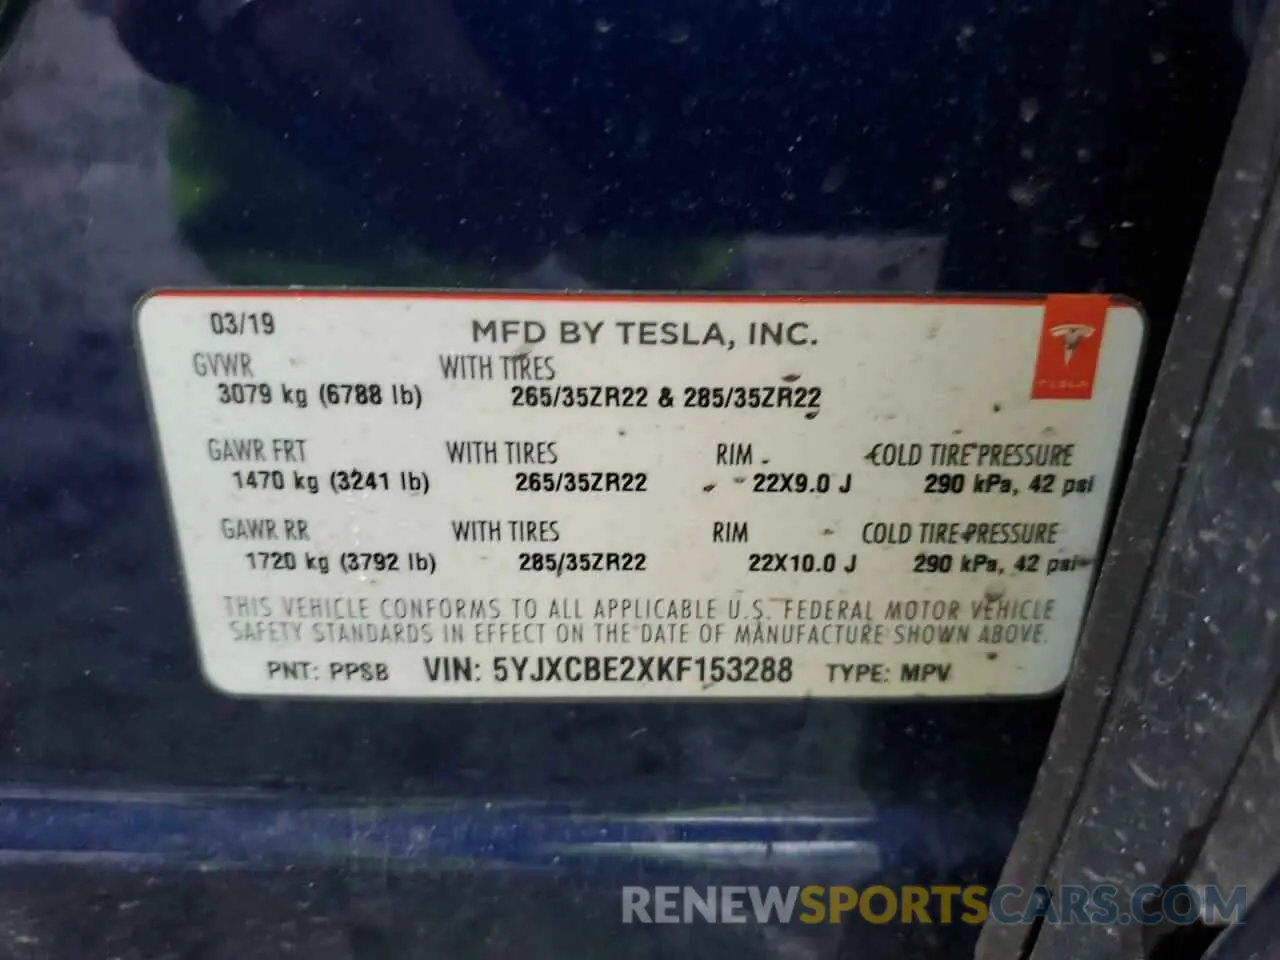 03/19 MFD BY TESLA, INC.
GVWR WITH TIRES
3079 kg (6788 lb) 265/35ZR22 & 285/35ZR22
GAWR FRT WITH TIRES RIM COLD TIRE PRESSURE
1470 kg (3241 lb) 265/35ZR22 22X9.0 J 290 kPa, 42 psi
GAWR RR WITH TIRES RIM COLD TIRE PRESSURE
1720 kg (3792 lb) 285/35ZR22 22X10.0 J 290 kPa, 42 psi
THIS VEHICLE CONFORMS TO ALL APPLICABLE U.S. FEDERAL MOTOR VEHICLE
SAFETY STANDARDS IN EFFECT ON THE DATE OF MANUFACTURE SHOWN ABOVE.
PNT: PPSB VIN: 5YJXCBE2XKF153288 TYPE: MPV
TESLA
RENEWSPORTSCARS.COM